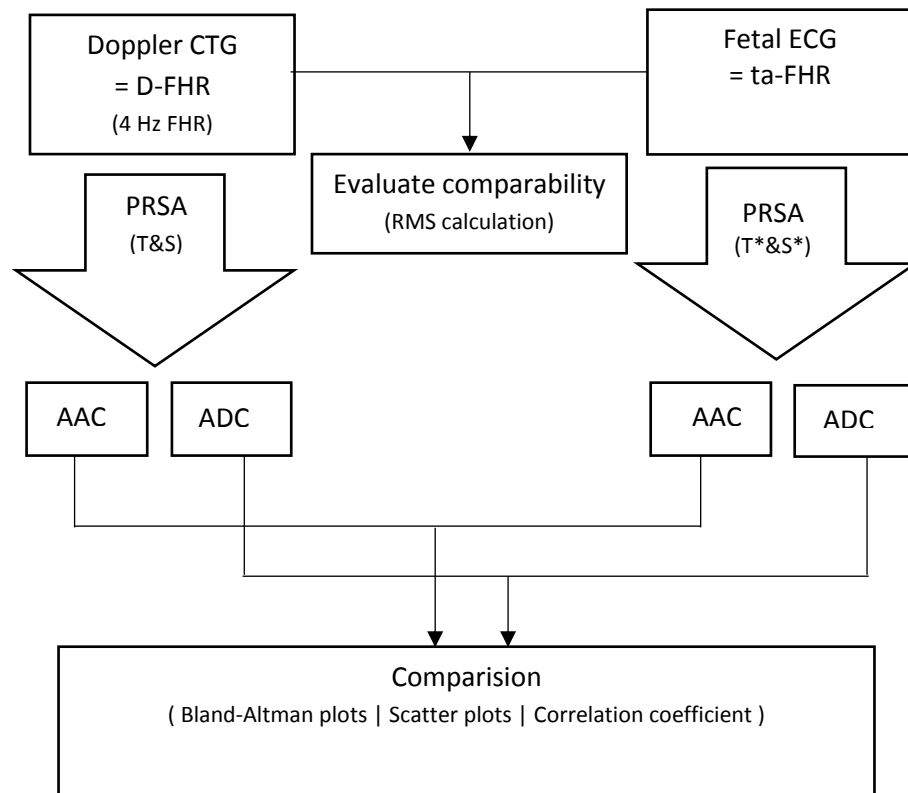 Doppler CTG
= D-FHR
(4 Hz FHR)
Fetal ECG
= ta-FHR
Evaluate comparability
(RMS calculation)
PRSA
(T&S)
PRSA
(T*&S*)
AAC
ADC
AAC
ADC
Comparision
( Bland-Altman plots | Scatter plots | Correlation coefficient )